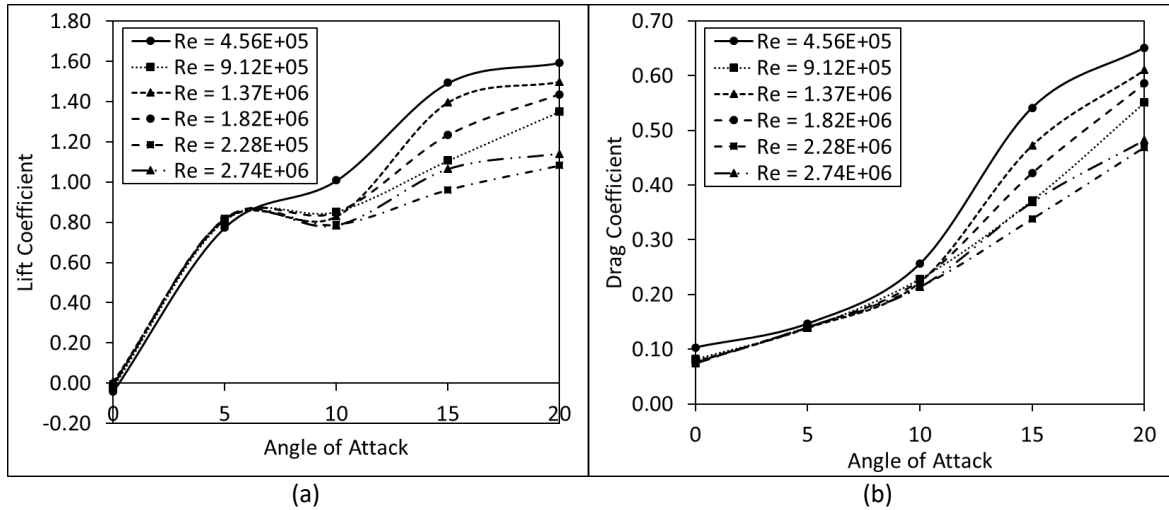 1.80
1.60
1.40
1.20
1.00
0.80
0.60
0.40
0.20
0.00
-0.20
Lift Coefficient
Re = 4.56E+05
Re = 9.12E+05
Re = 1.37E+06
Re = 1.82E+06
Re = 2.28E+05
Re = 2.74E+06
0 5 10 15 20
Angle of Attack
(a)
0.70
0.60
0.50
0.40
0.30
0.20
0.10
0.00
Drag Coefficient
Re = 4.56E+05
Re = 9.12E+05
Re = 1.37E+06
Re = 1.82E+06
Re = 2.28E+06
Re = 2.74E+06
0 5 10 15 20
Angle of Attack
(b)